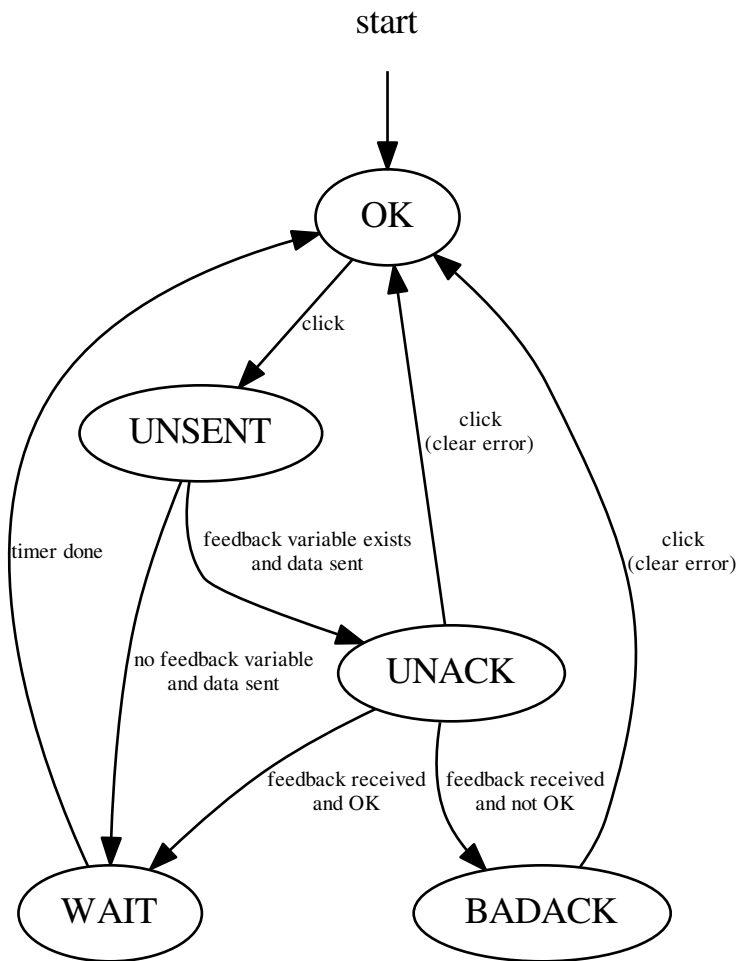 start
OK
click
UNSENT
click
(clear error)
timer done
feedback variable exists
and data sent
click
(clear error)
no feedback variable
and data sent
UNACK
feedback received
and OK
feedback received
and not OK
WAIT
BADACK